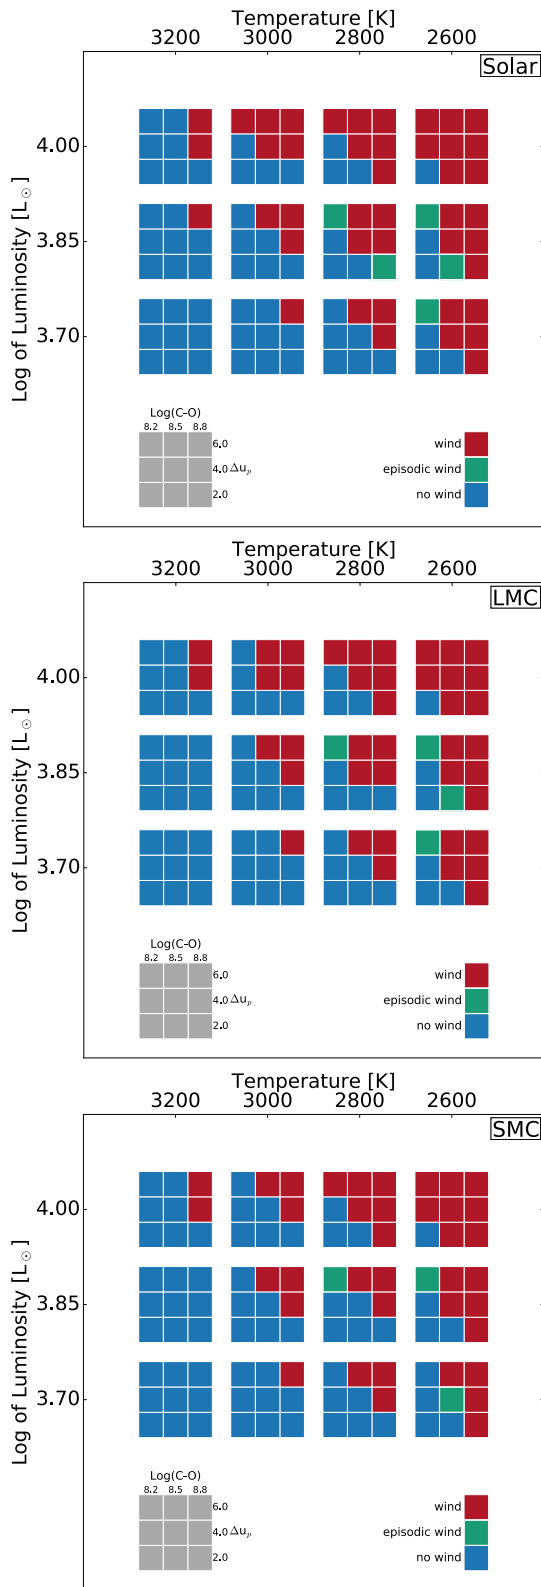 Temperature [K]
3200 3000 2800 2600
Solar
Log of Luminosity [L☉]
4.00
3.85
3.70
Log(C-O)
8.2 8.5 8.8
6.0
4.0 Δuₚ
2.0
wind
episodic wind
no wind
Temperature [K]
3200 3000 2800 2600
LMC
Log of Luminosity [L☉]
4.00
3.85
3.70
Log(C-O)
8.2 8.5 8.8
6.0
4.0 Δuₚ
2.0
wind
episodic wind
no wind
Temperature [K]
3200 3000 2800 2600
SMC
Log of Luminosity [L☉]
4.00
3.85
3.70
Log(C-O)
8.2 8.5 8.8
6.0
4.0 Δuₚ
2.0
wind
episodic wind
no wind